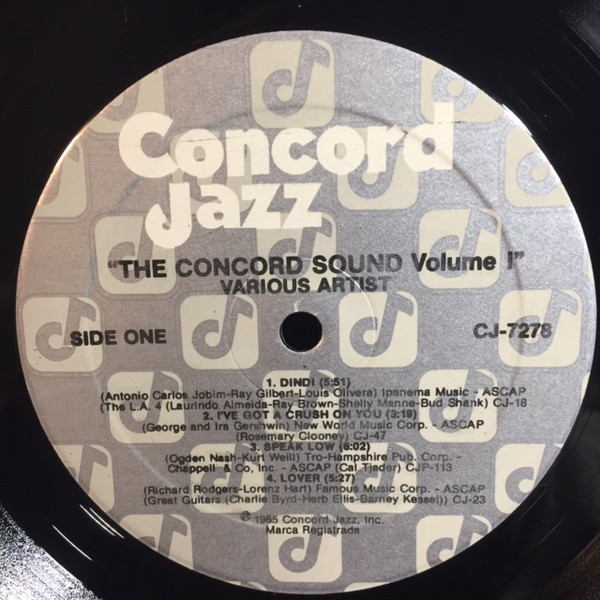 Concord
Jazz
"THE CONCORD SOUND Volume I"
VARIOUS ARTIST
SIDE ONE
CJ-7278
1. DINDI (5:51)
(Antonio Carlos Jobim-Ray Gilbert-Louis Olivera) Ipanema Music - ASCAP
(The L.A. 4 (Laurindo Almeida-Ray Brown-Shelly Manne-Bud Shank) CJ-18
2. I'VE GOT A CRUSH ON YOU (3:19)
(George and Ira Gershwin) New World Music Corp. - ASCAP
(Rosemary Clooney) CJ-47
3. SPEAK LOW (6:02)
(Ogden Nash-Kurt Weill) Tro-Hampshire Pub. Corp. -
Chappell & Co, Inc. - ASCAP (Cal Tjader) CJP-113
4. LOVER (5:27)
(Richard Rodgers-Lorenz Hart) Famous Music Corp. - ASCAP
(Great Guitars (Charlie Byrd-Herb Ellis-Barney Kessel)) CJ-23
℗ 1985 Concord Jazz, Inc.
Marca Registrada